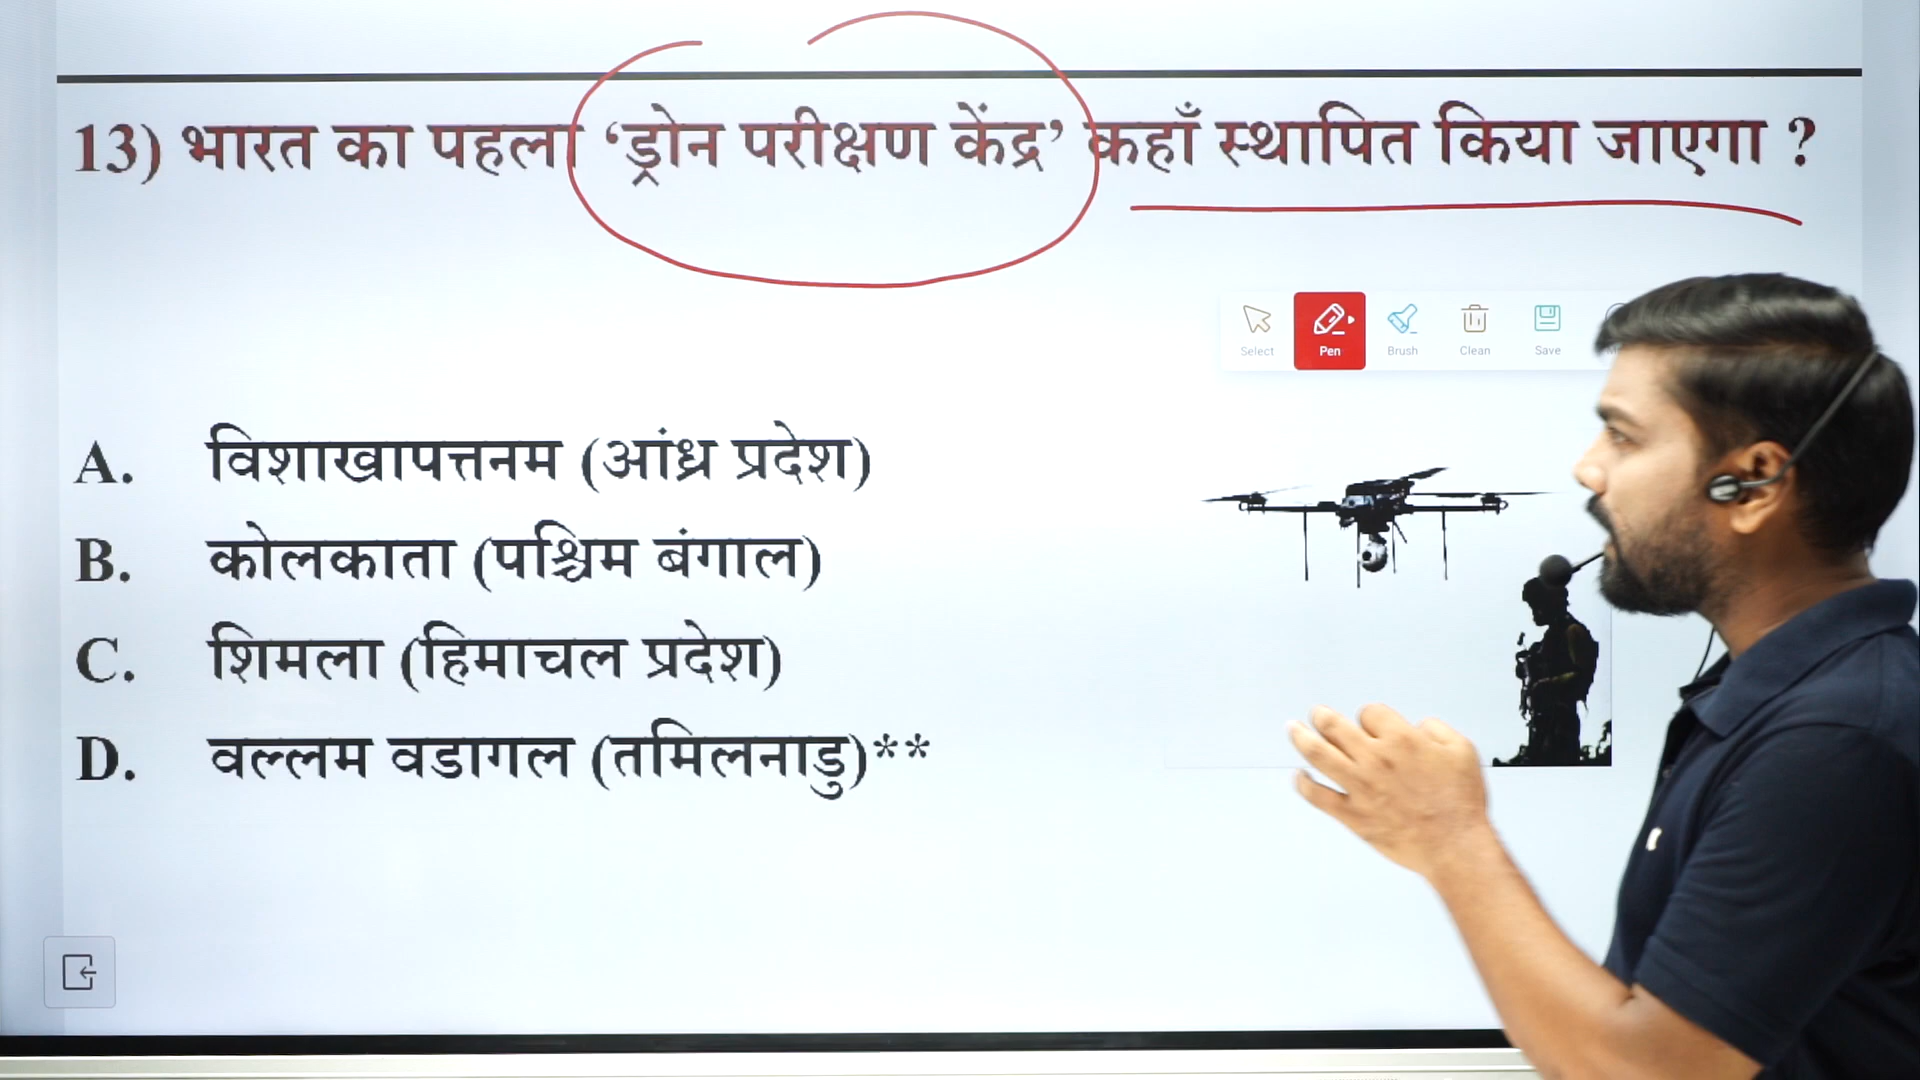 13) भारत का पहला ‘ड्रोन परीक्षण केंद्र’ कहाँ स्थापित किया जाएगा ?
Select Pen Brush Clean Save
A. विशाखापत्तनम (आंध्र प्रदेश)
B. कोलकाता (पश्चिम बंगाल)
C. शिमला (हिमाचल प्रदेश)
D. वल्लम वडागल (तमिलनाडु)**